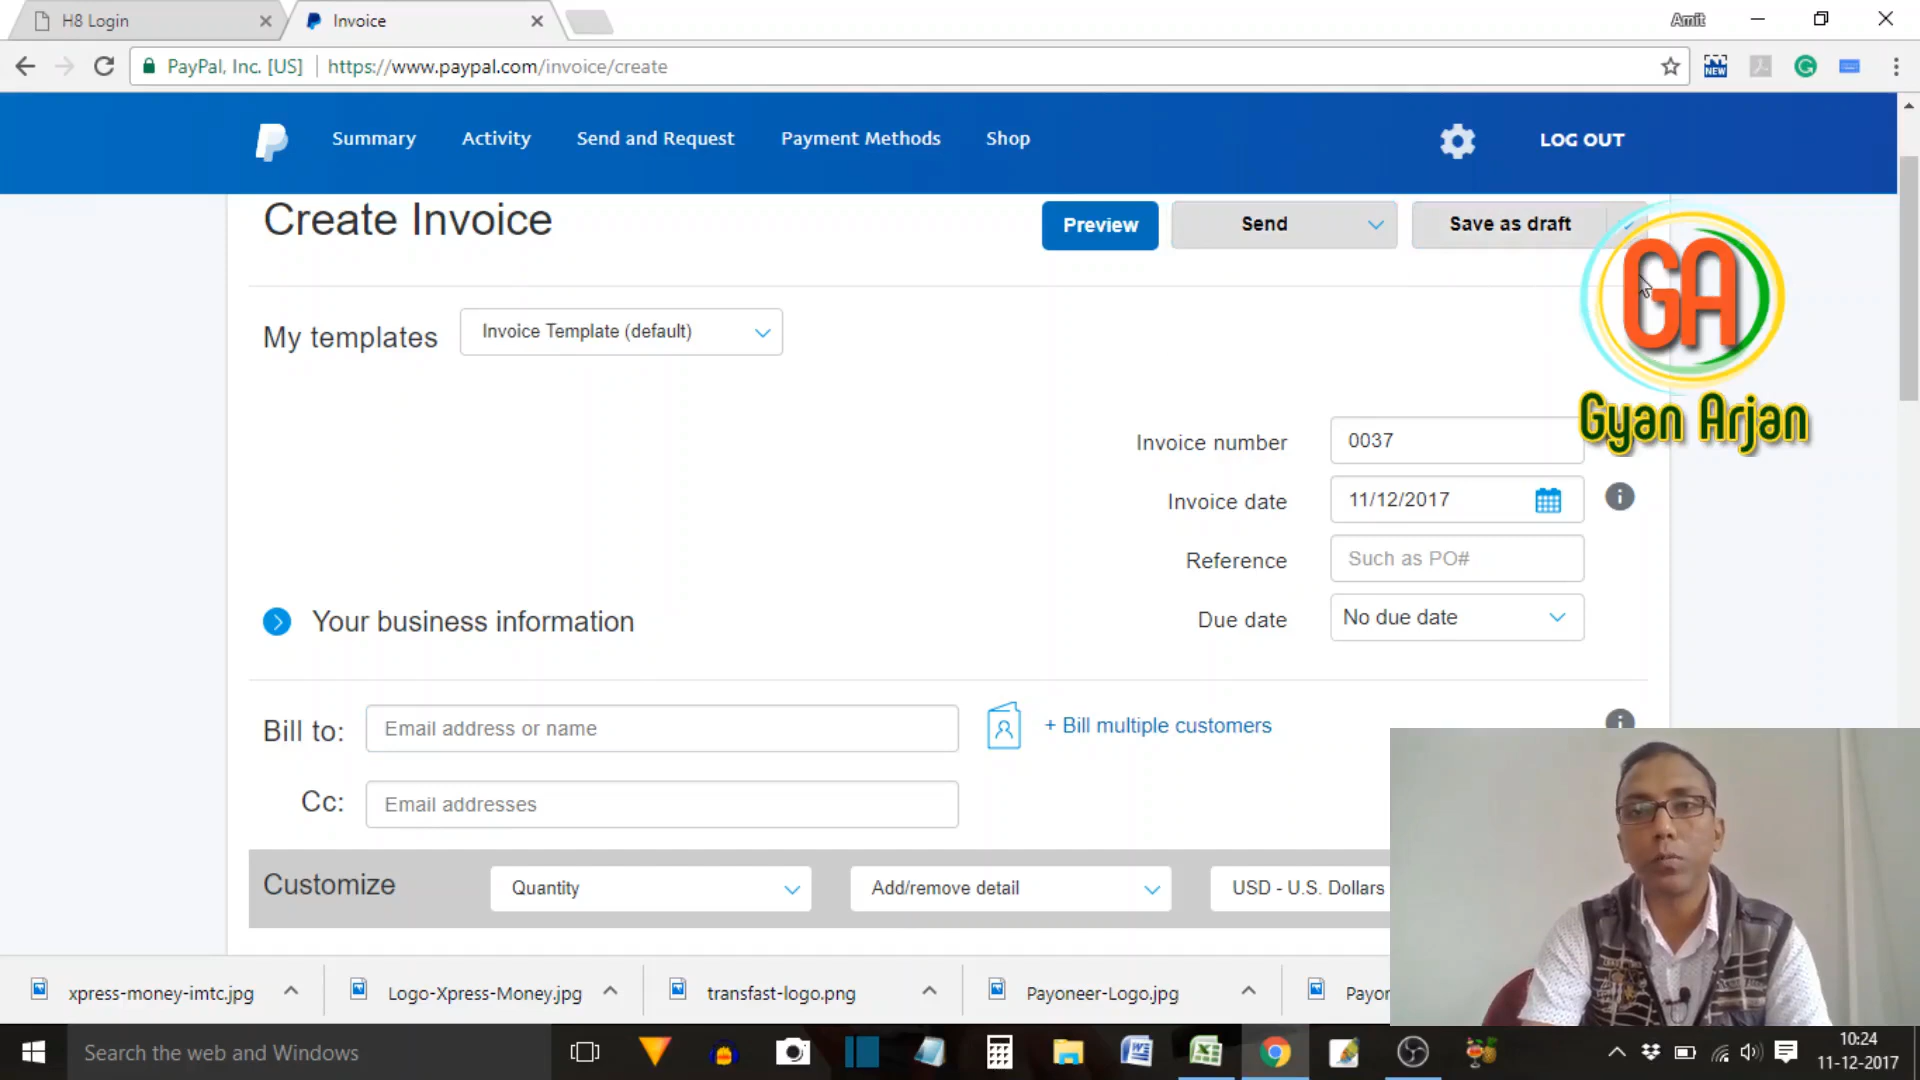 H8 Login
Invoice
Amit
PayPal, Inc. [US]
https://www.paypal.com/invoice/create
NEW
Summary
Activity
Send and Request
Payment Methods
Shop
LOG OUT
Create Invoice
Preview
Send
Save as draft
GA
Gyan Arjan
My templates
Invoice Template (default)
Invoice number
0037
Invoice date
11/12/2017
Reference
Such as PO#
Your business information
Due date
No due date
Bill to:
Email address or name
+ Bill multiple customers
Cc:
Email addresses
Customize
Quantity
Add/remove detail
USD - U.S. Dollars
xpress-money-imtc.jpg
Logo-Xpress-Money.jpg
transfast-logo.png
Payoneer-Logo.jpg
Search the web and Windows
10:24
11-12-2017